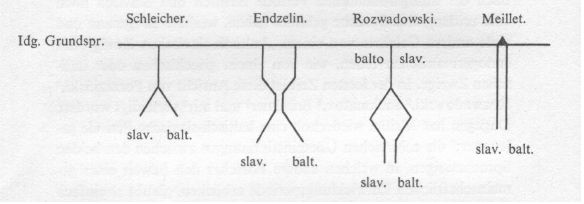 Schleicher. Endzelin. Rozwadowski. Meillet.
Idg. Grundspr.
balto slav.
slav. balt. slav. balt. slav. balt. slav. balt.